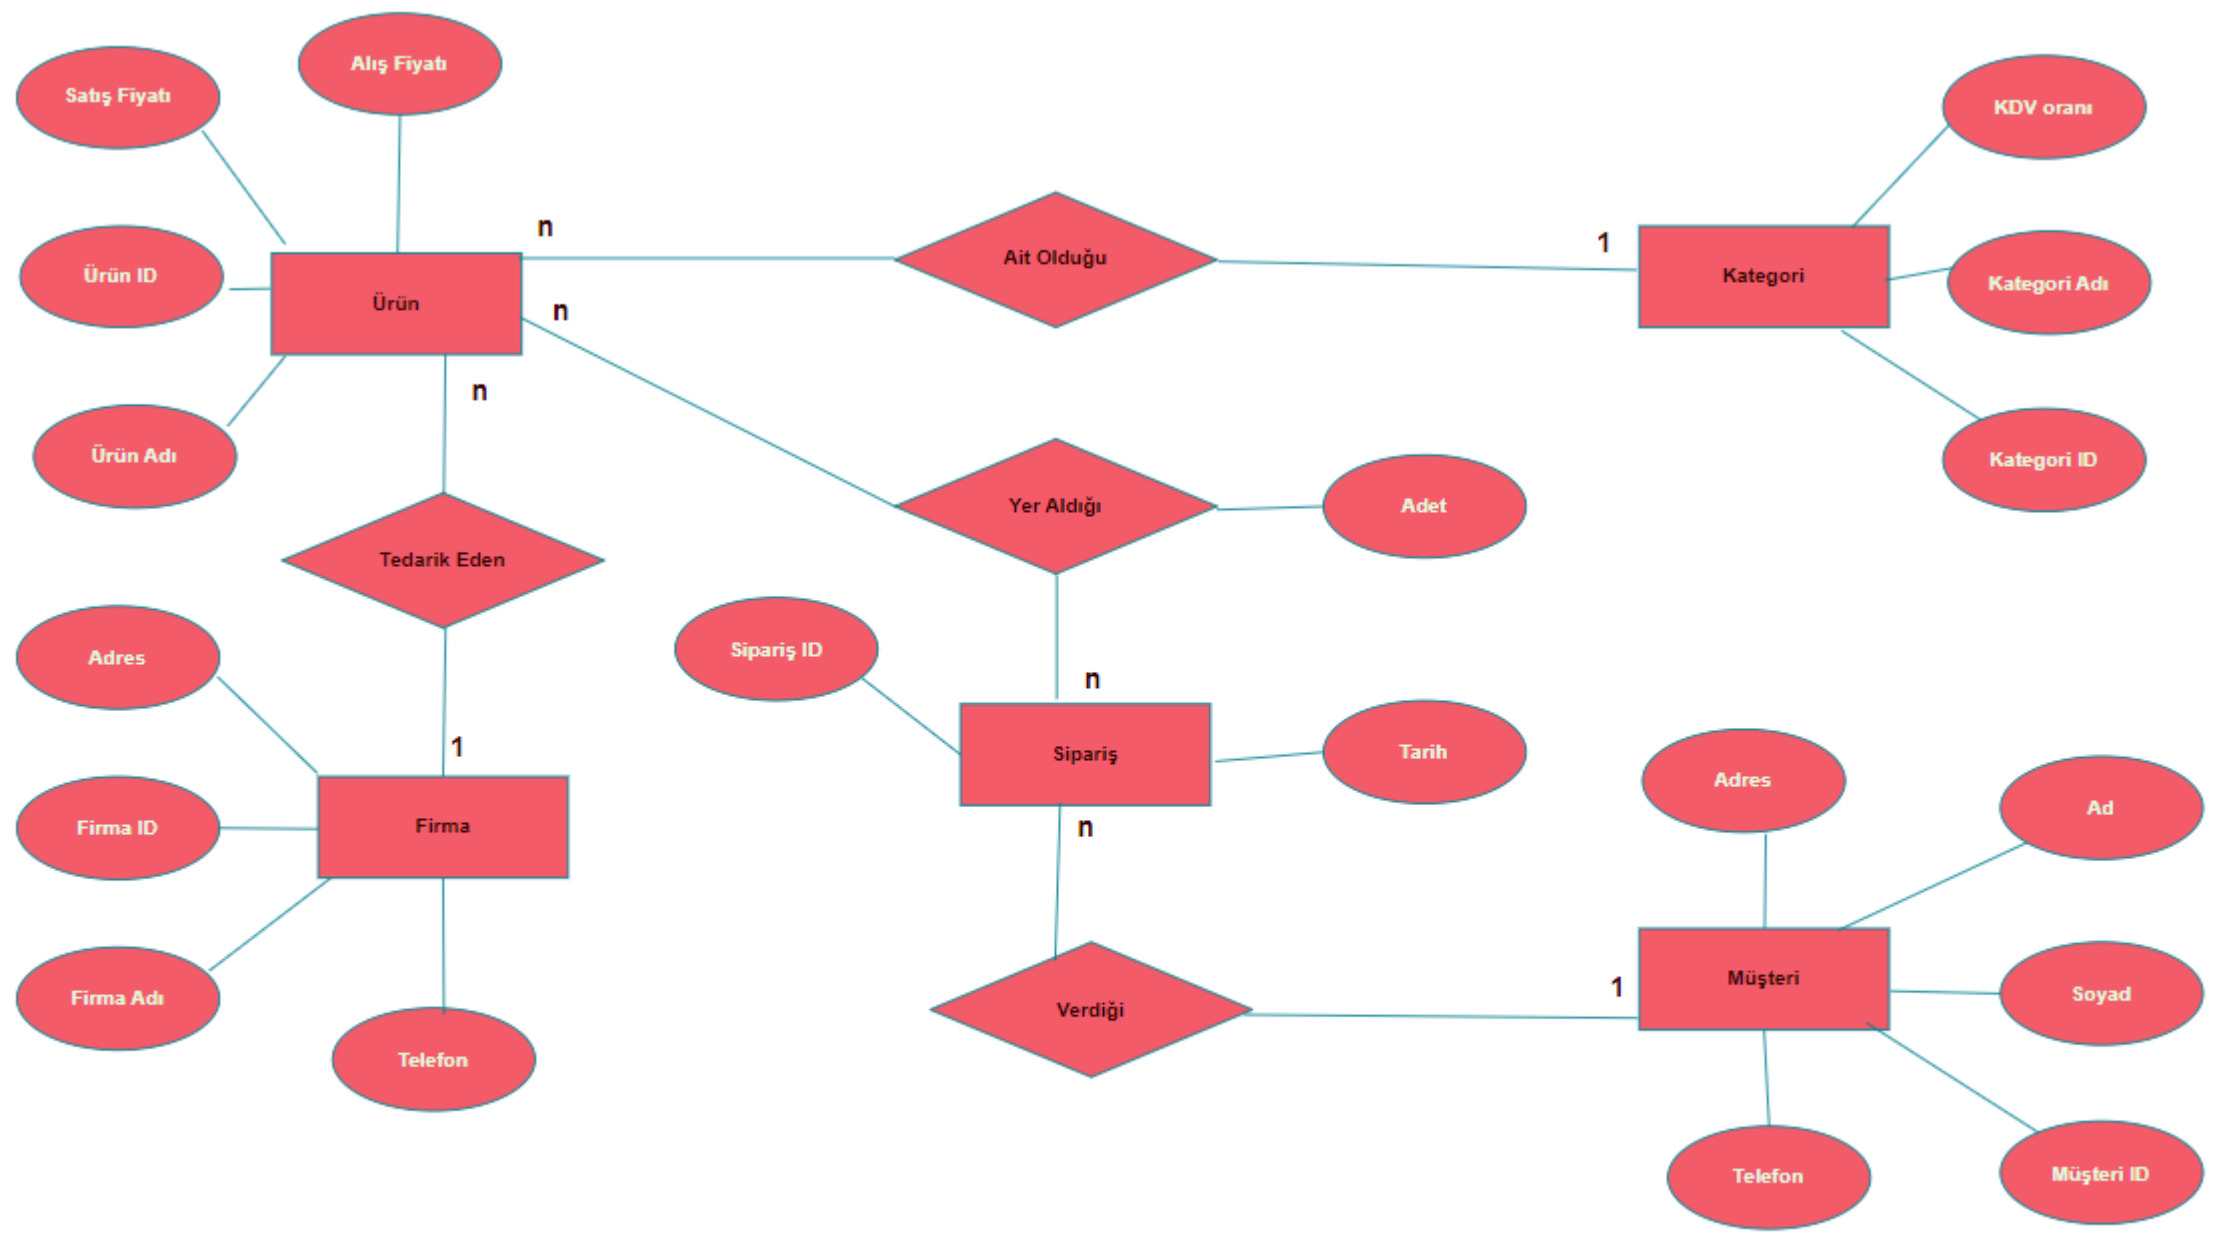 Alış Fiyatı
Satış Fiyatı
KDV oranı
n
1
Ait Olduğu
Ürün ID
Kategori
Kategori Adı
Ürün
n
n
Ürün Adı
Kategori ID
Yer Aldığı
Adet
Tedarik Eden
Sipariş ID
Adres
n
1
Sipariş
Tarih
Adres
Ad
Firma ID
Firma
n
Müşteri
1
Soyad
Firma Adı
Verdiği
Telefon
Telefon
Müşteri ID